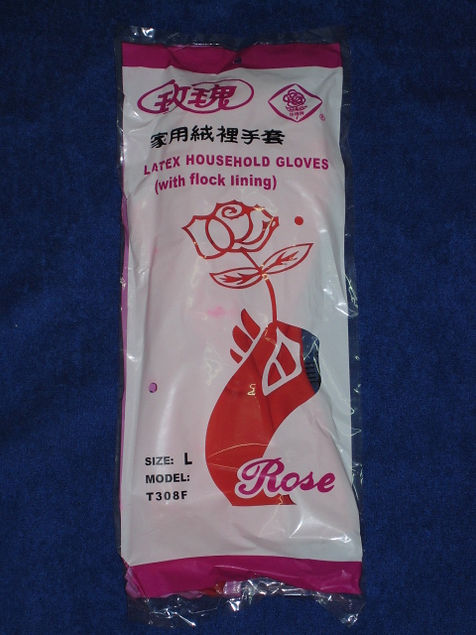 玫瑰
®
家用絨裡手套
LATEX HOUSEHOLD GLOVES
(with flock lining)
SIZE: L
MODEL:
T308F
Rose